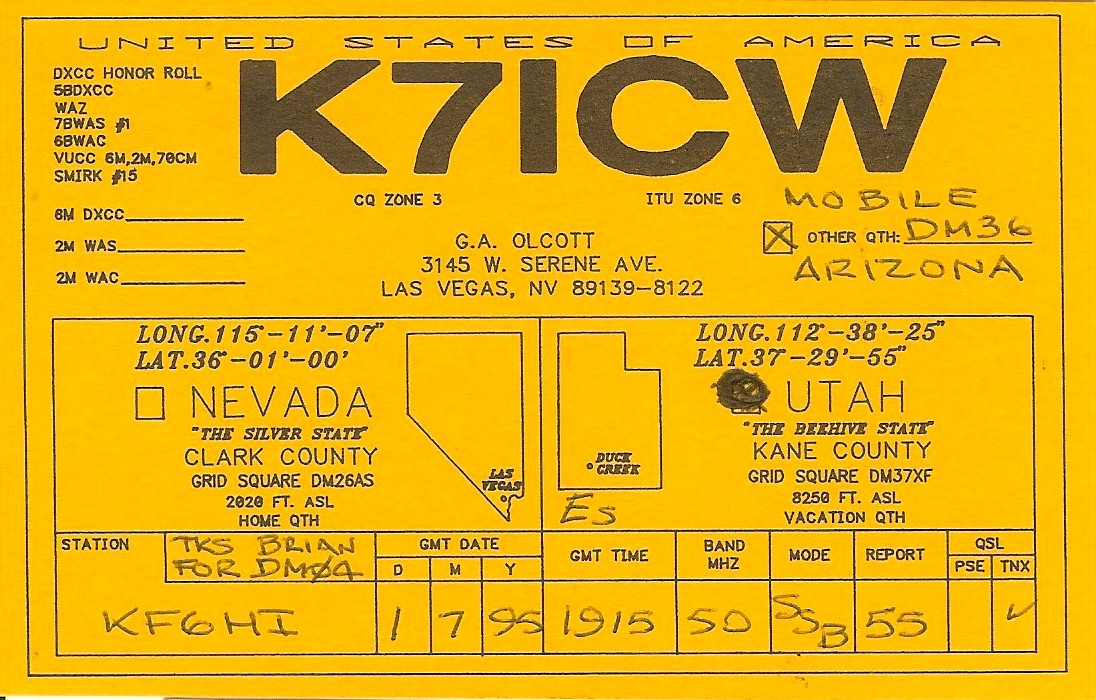 UNITED STATES OF AMERICA
DXCC HONOR ROLL
5BDXCC
WAZ
7BWAS #1
6BWAC
VUCC 6M,2M,70CM
SMIRK #15
K7ICW
CQ ZONE 3
ITU ZONE 6
6M DXCC
2M WAS
2M WAC
G.A. OLCOTT
3145 W. SERENE AVE.
LAS VEGAS, NV 89139-8122
MOBILE
OTHER QTH: DM36
ARIZONA
LONG.115°-11'-07"
LAT.36°-01'-00'
NEVADA
"THE SILVER STATE"
CLARK COUNTY
GRID SQUARE DM26AS
2020 FT. ASL
HOME QTH
LAS
VEGAS
LONG.112°-38'-25"
LAT.37°-29'-55"
UTAH
"THE BEEHIVE STATE"
KANE COUNTY
GRID SQUARE DM37XF
8250 FT. ASL
VACATION QTH
DUCK
CREEK
Es
STATION
TKS BRIAN
FOR DMØ4
GMT DATE
D M Y
GMT TIME
BAND
MHZ
MODE
REPORT
QSL
PSE TNX
KF6HI 1 7 95 1915 50 SSB 55 ✓